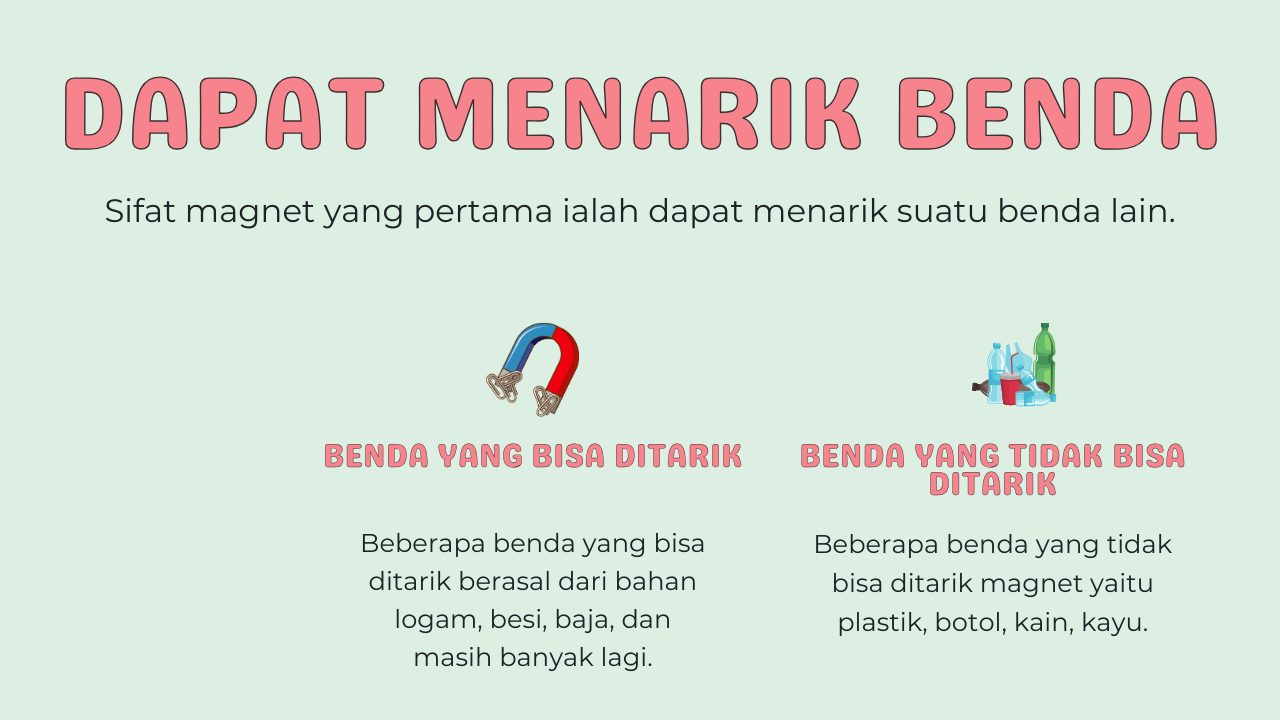 DAPAT MENARIK BENDA
Sifat magnet yang pertama ialah dapat menarik suatu benda lain.
BENDA YANG BISA DITARIK
Beberapa benda yang bisa
ditarik berasal dari bahan
logam, besi, baja, dan
masih banyak lagi.
BENDA YANG TIDAK BISA
DITARIK
Beberapa benda yang tidak
bisa ditarik magnet yaitu
plastik, botol, kain, kayu.